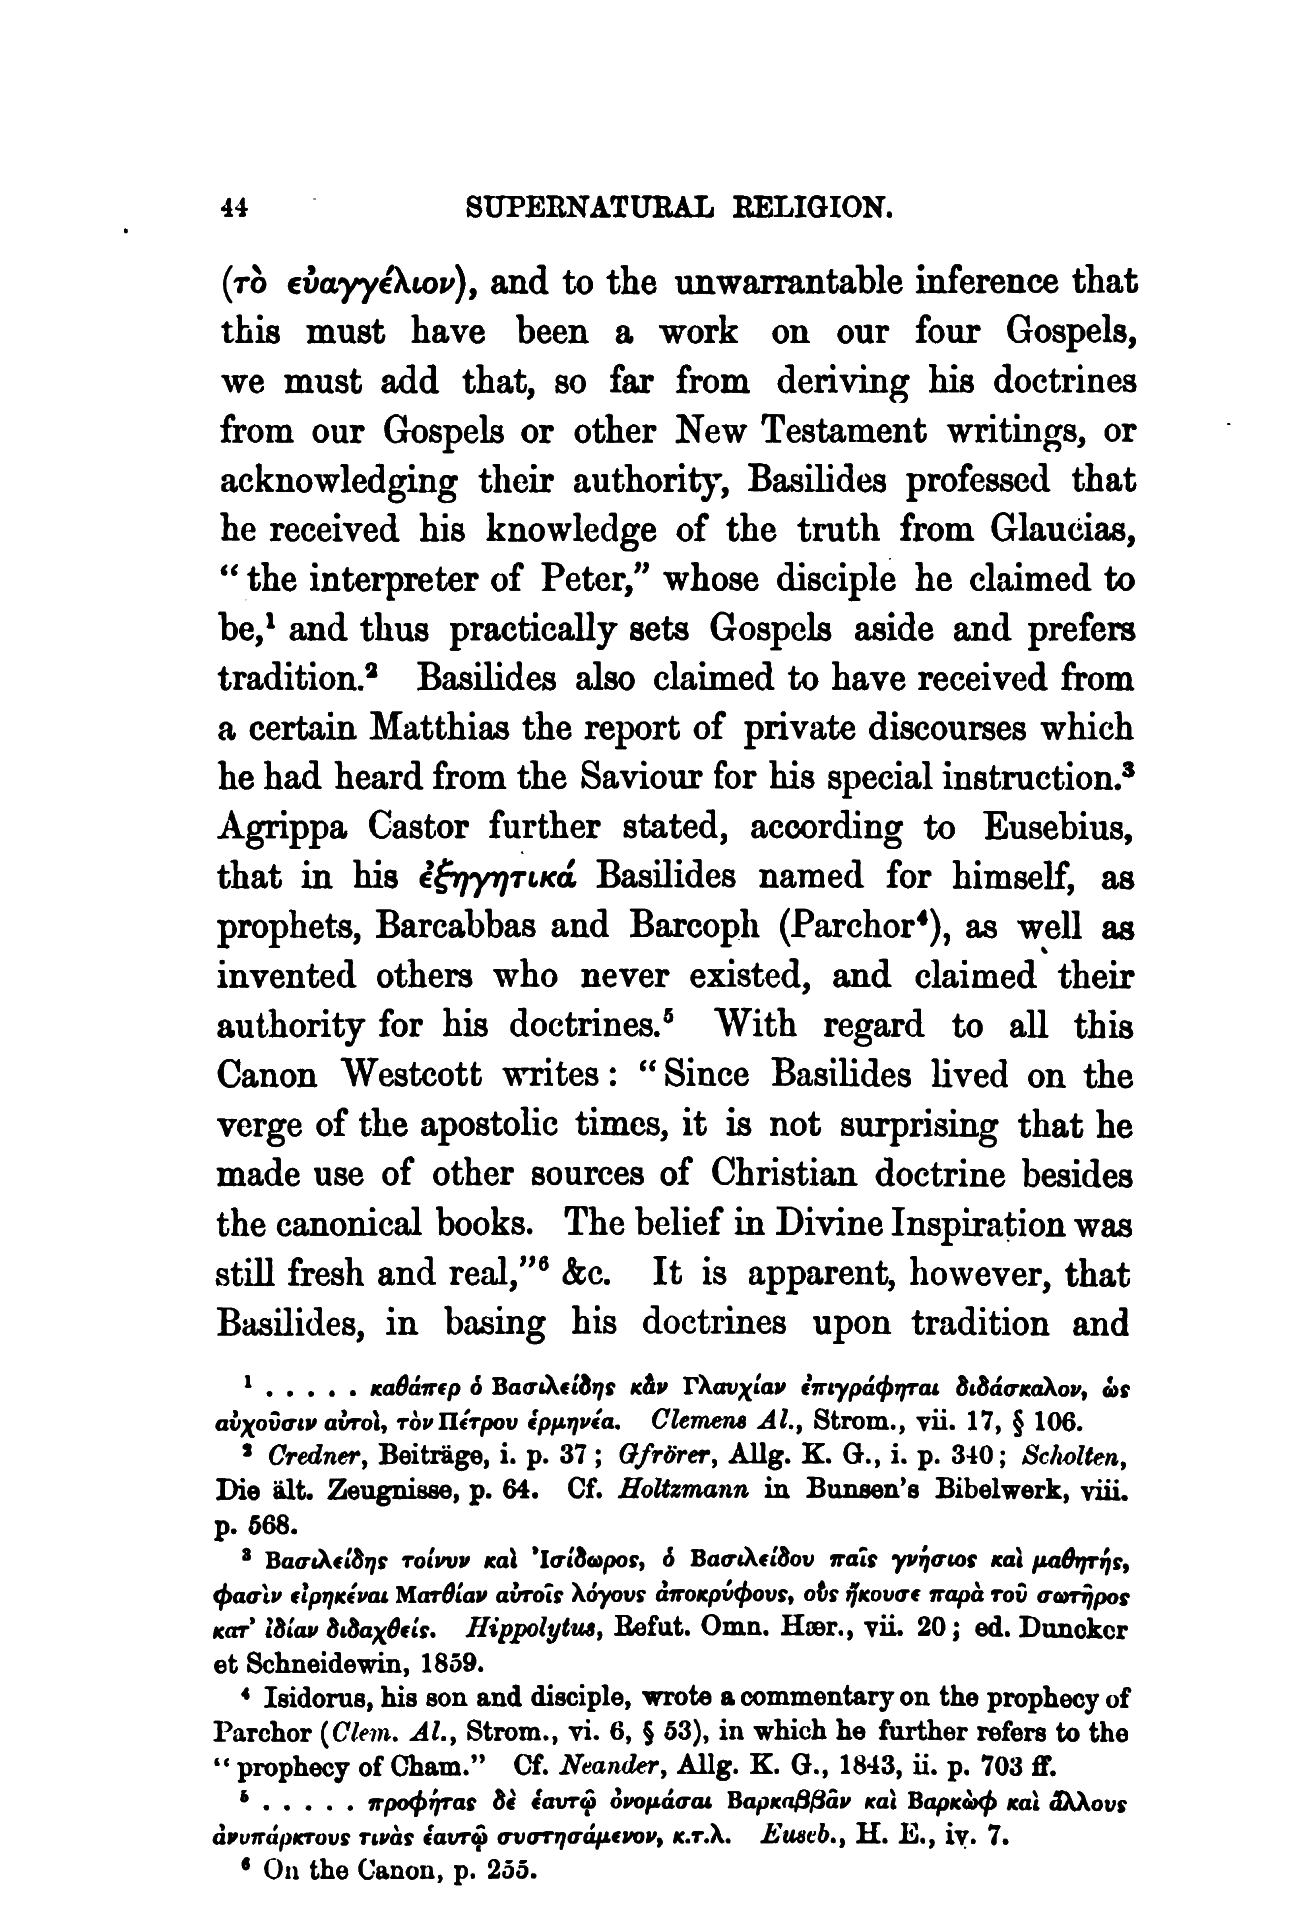 44 SUPERNATURAL RELIGION.
(τὸ εὐαγγέλιον), and to the unwarrantable inference that
this must have been a work on our four Gospels,
we must add that, so far from deriving his doctrines
from our Gospels or other New Testament writings, or
acknowledging their authority, Basilides professed that
he received his knowledge of the truth from Glaucias,
“the interpreter of Peter,” whose disciple he claimed to
be,¹ and thus practically sets Gospels aside and prefers
tradition.² Basilides also claimed to have received from
a certain Matthias the report of private discourses which
he had heard from the Saviour for his special instruction.³
Agrippa Castor further stated, according to Eusebius,
that in his ἐξηγητικά Basilides named for himself, as
prophets, Barcabbas and Barcoph (Parchor⁴), as well as
invented others who never existed, and claimed their
authority for his doctrines.⁵ With regard to all this
Canon Westcott writes: “Since Basilides lived on the
verge of the apostolic times, it is not surprising that he
made use of other sources of Christian doctrine besides
the canonical books. The belief in Divine Inspiration was
still fresh and real,”⁶ &c. It is apparent, however, that
Basilides, in basing his doctrines upon tradition and
¹ . . . . . καθάπερ ὁ Βασιλείδης κἂν Γλαυχίαν ἐπιγράφηται διδάσκαλον, ὡς
αὐχοῦσιν αὐτοὶ, τὸν Πέτρου ἑρμηνέα. Clemens Al., Strom., vii. 17, § 106.
² Credner, Beiträge, i. p. 37; Gfrörer, Allg. K. G., i. p. 340; Scholten,
Die ält. Zeugnisse, p. 64. Cf. Holtzmann in Bunsen's Bibelwerk, viii.
p. 568.
³ Βασιλείδης τοίνυν καὶ Ἰσίδωρος, ὁ Βασιλείδου παῖς γνήσιος καὶ μαθητής,
φασὶν εἰρηκέναι Ματθίαν αὐτοῖς λόγους ἀποκρύφους, οὓς ἤκουσε παρὰ τοῦ σωτῆρος
κατ’ ἰδίαν διδαχθείς. Hippolytus, Refut. Omn. Hær., vii. 20; ed. Duncker
et Schneidewin, 1859.
⁴ Isidorus, his son and disciple, wrote a commentary on the prophecy of
Parchor (Clem. Al., Strom., vi. 6, § 53), in which he further refers to the
“prophecy of Cham.” Cf. Neander, Allg. K. G., 1843, ii. p. 703 ff.
⁵ . . . . . προφήτας δὲ ἑαυτῷ ὀνομάσαι Βαρκαββᾶν καὶ Βαρκὼφ καὶ ἄλλους
ἀνυπάρκτους τινὰς ἑαυτῷ συστησάμενον, κ.τ.λ. Euseb., H. E., iv. 7.
⁶ On the Canon, p. 255.